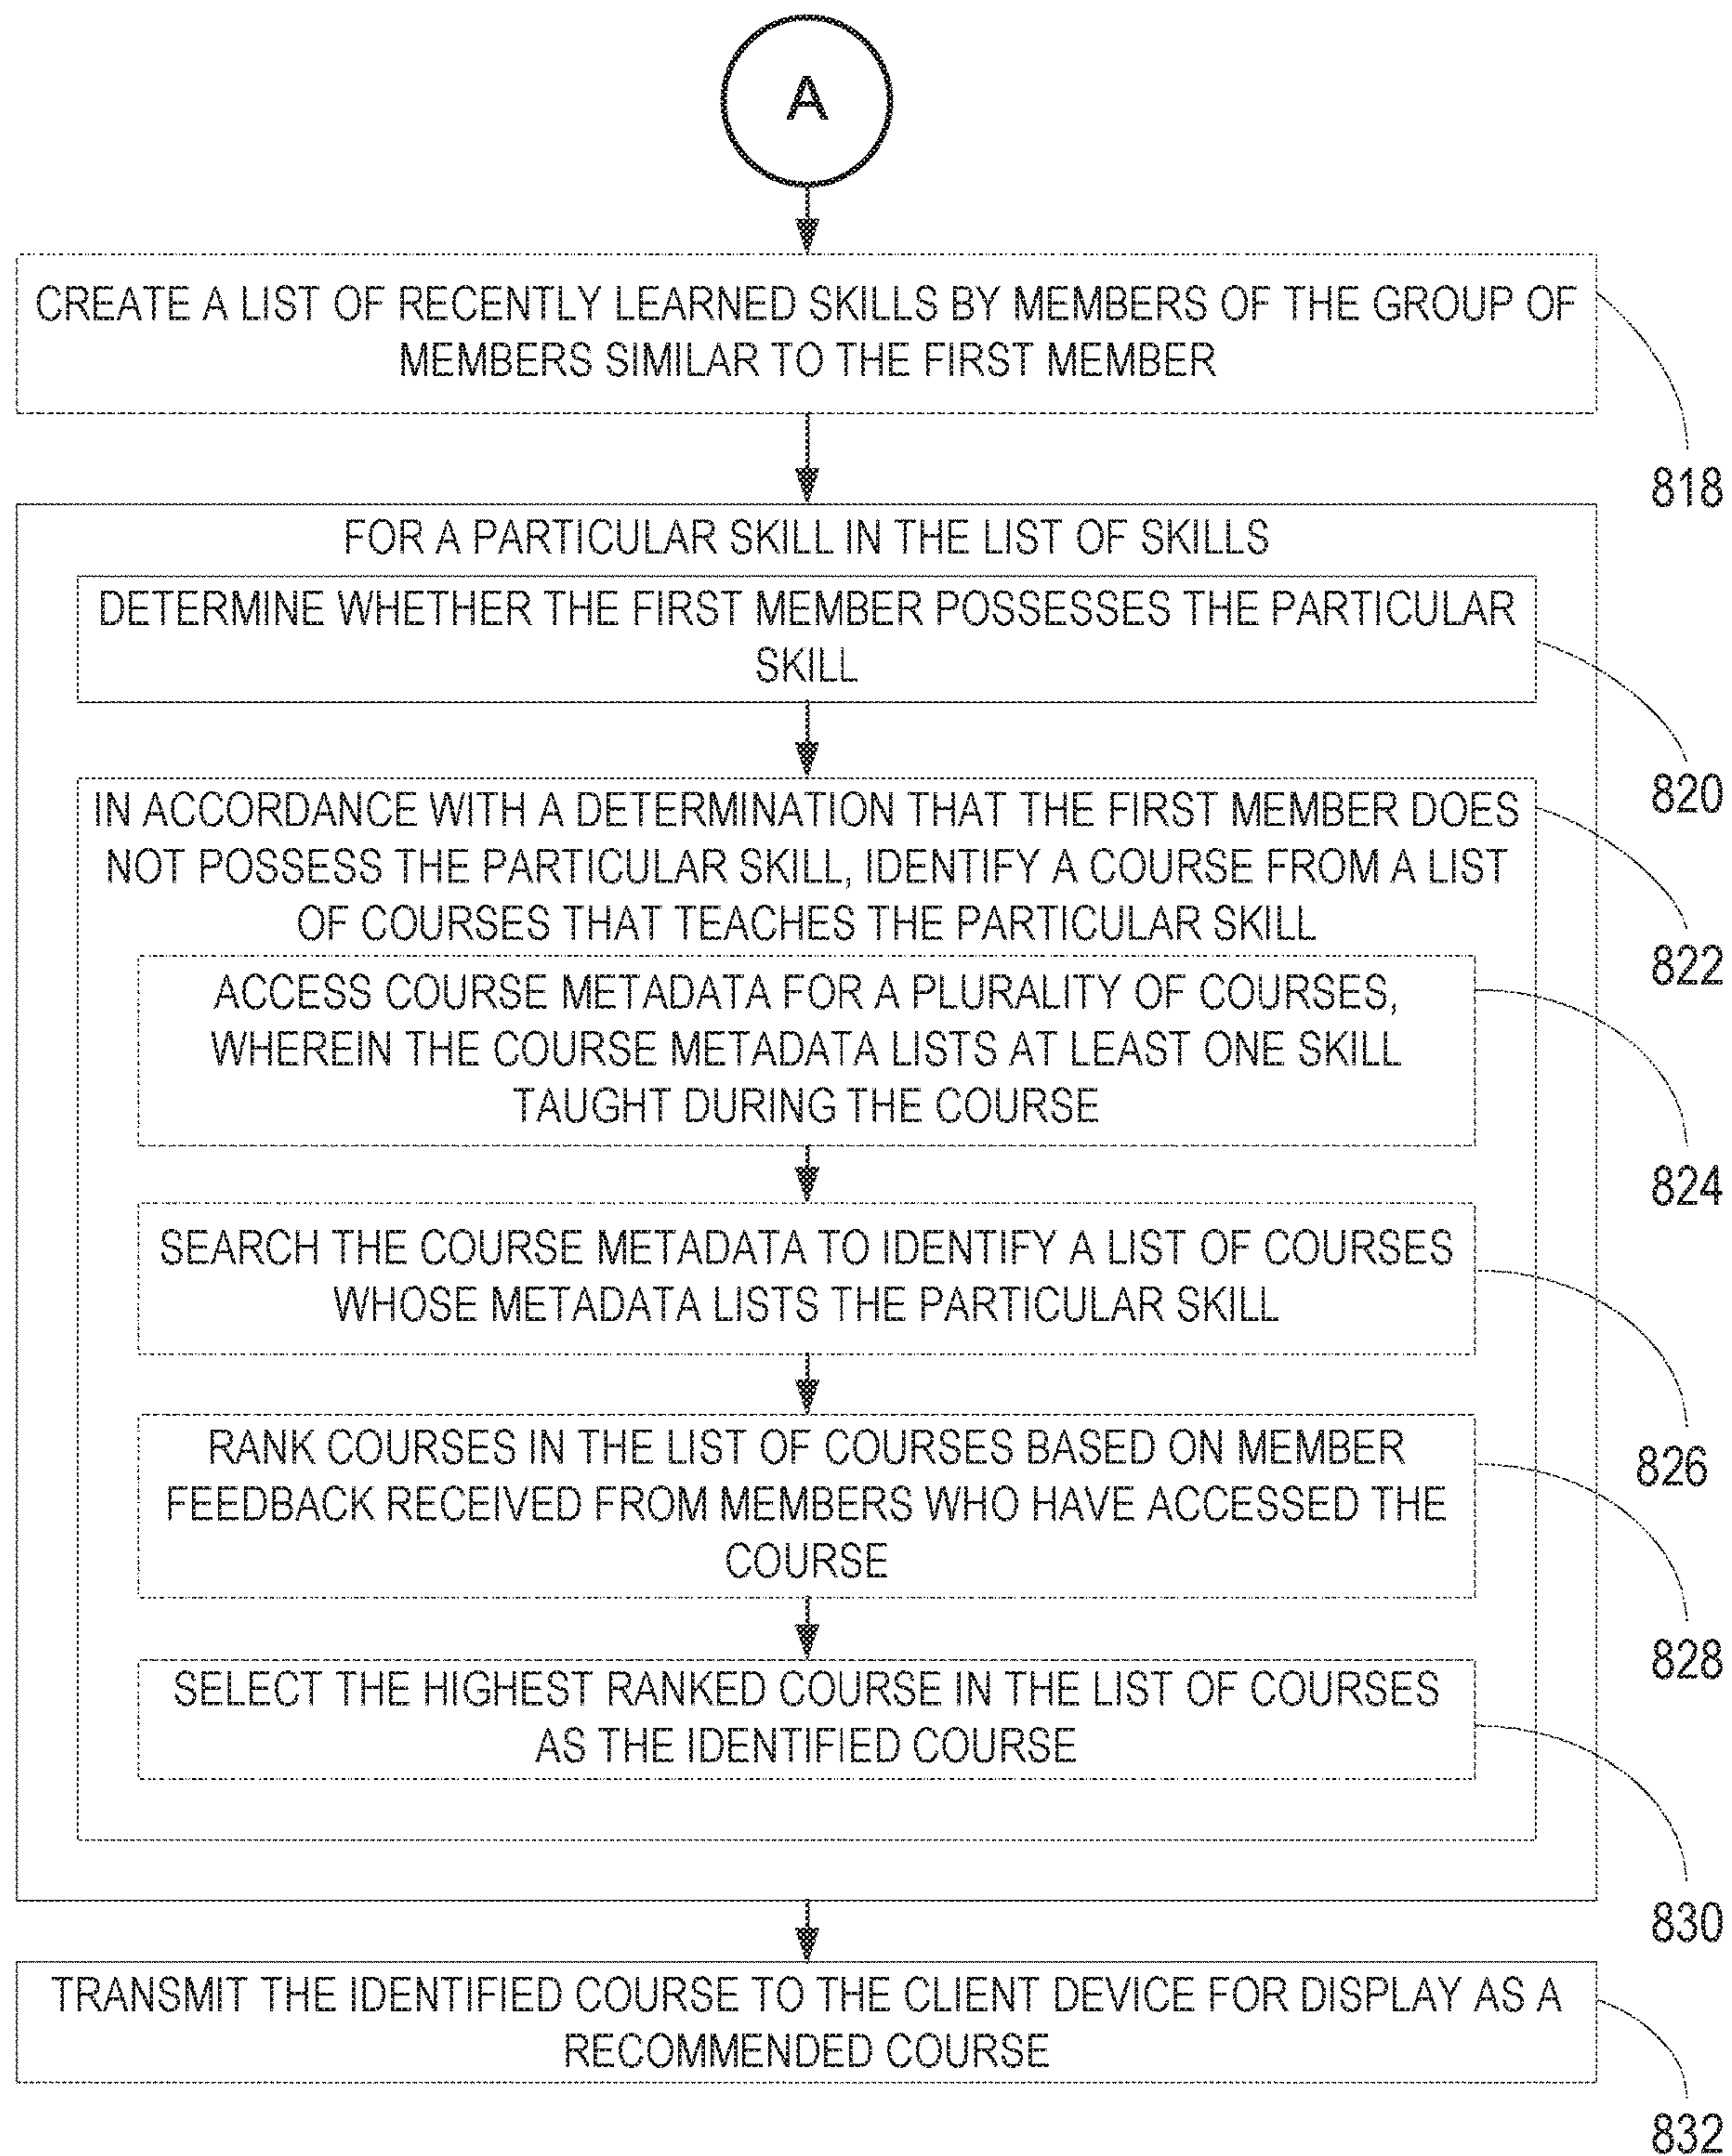 A
CREATE A LIST OF RECENTLY LEARNED SKILLS BY MEMBERS OF THE GROUP OF
MEMBERS SIMILAR TO THE FIRST MEMBER
818
FOR A PARTICULAR SKILL IN THE LIST OF SKILLS
DETERMINE WHETHER THE FIRST MEMBER POSSESSES THE PARTICULAR
SKILL
820
IN ACCORDANCE WITH A DETERMINATION THAT THE FIRST MEMBER DOES
NOT POSSESS THE PARTICULAR SKILL, IDENTIFY A COURSE FROM A LIST
OF COURSES THAT TEACHES THE PARTICULAR SKILL
822
ACCESS COURSE METADATA FOR A PLURALITY OF COURSES,
WHEREIN THE COURSE METADATA LISTS AT LEAST ONE SKILL
TAUGHT DURING THE COURSE
824
SEARCH THE COURSE METADATA TO IDENTIFY A LIST OF COURSES
WHOSE METADATA LISTS THE PARTICULAR SKILL
826
RANK COURSES IN THE LIST OF COURSES BASED ON MEMBER
FEEDBACK RECEIVED FROM MEMBERS WHO HAVE ACCESSED THE
COURSE
828
SELECT THE HIGHEST RANKED COURSE IN THE LIST OF COURSES
AS THE IDENTIFIED COURSE
830
TRANSMIT THE IDENTIFIED COURSE TO THE CLIENT DEVICE FOR DISPLAY AS A
RECOMMENDED COURSE
832